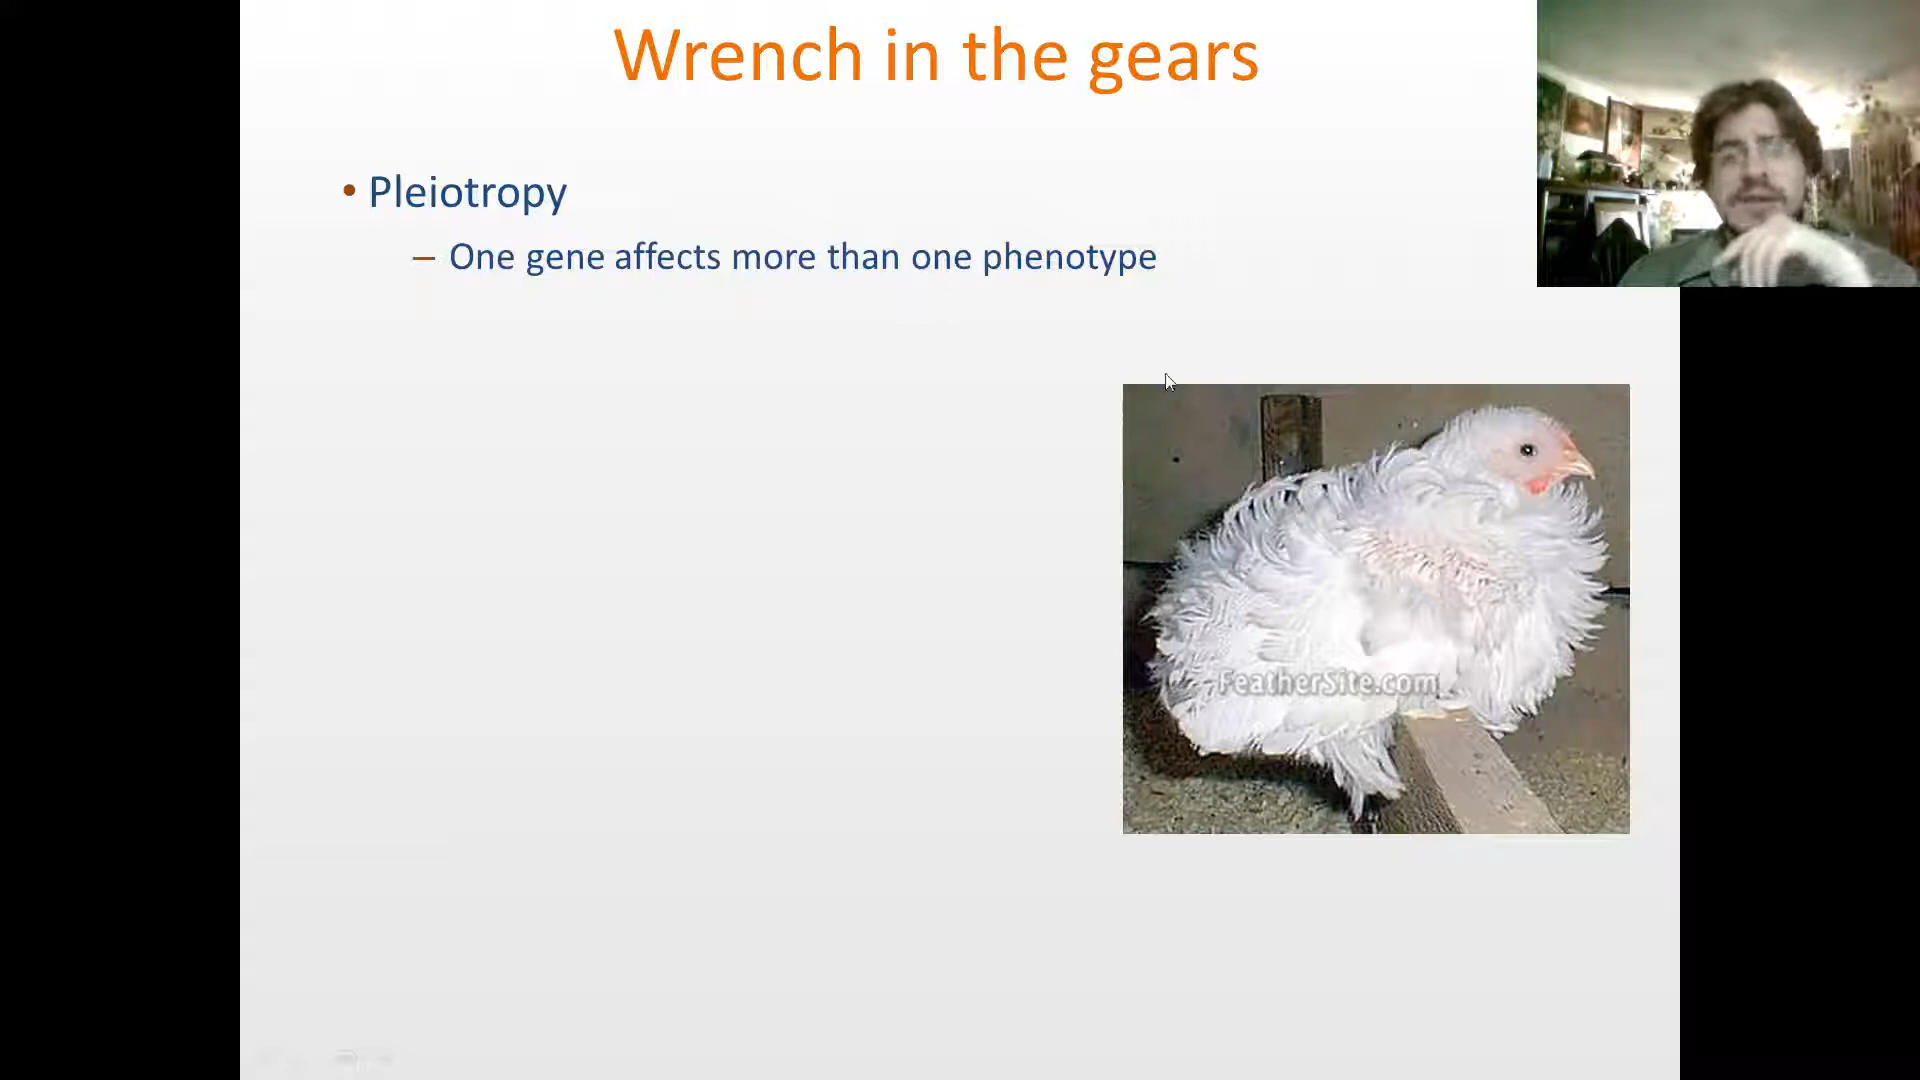 Wrench in the gears
• Pleiotropy
– One gene affects more than one phenotype
FeatherSite.com